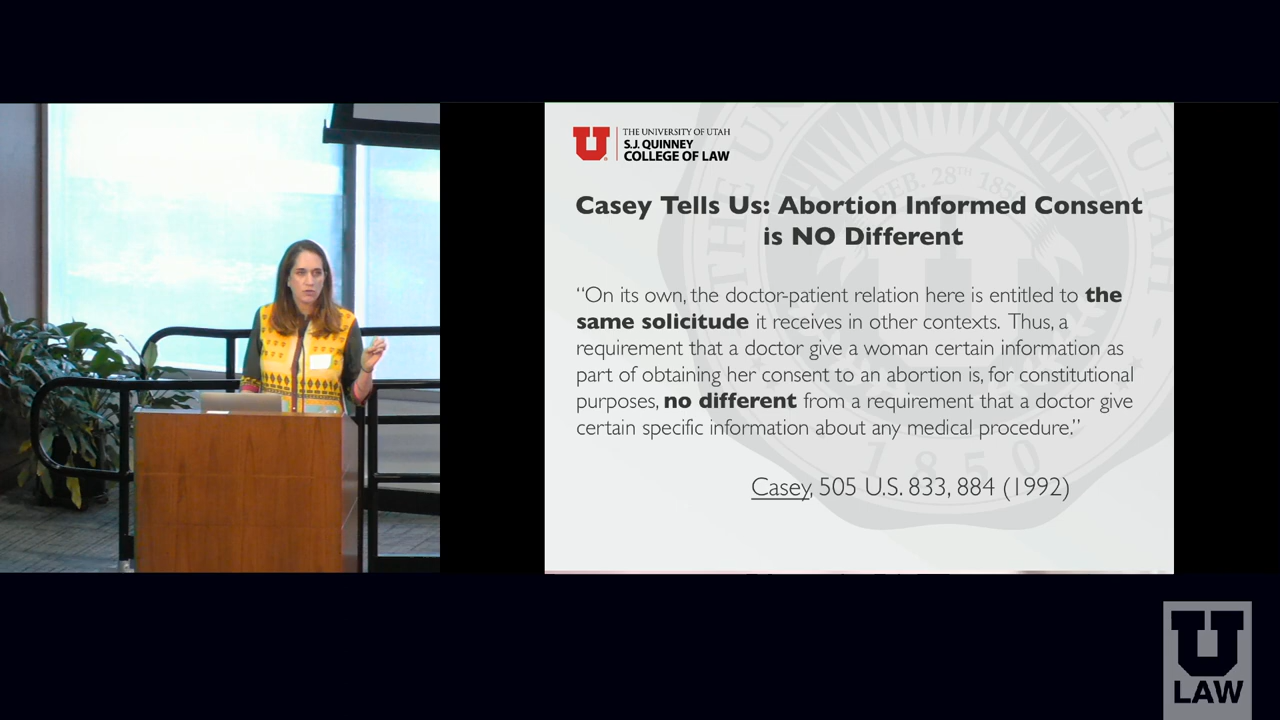 THE UNIVERSITY OF UTAH
S.J. QUINNEY
COLLEGE OF LAW
Casey Tells Us: Abortion Informed Consent
is NO Different
“On its own, the doctor-patient relation here is entitled to the
same solicitude it receives in other contexts. Thus, a
requirement that a doctor give a woman certain information as
part of obtaining her consent to an abortion is, for constitutional
purposes, no different from a requirement that a doctor give
certain specific information about any medical procedure.”
Casey, 505 U.S. 833, 884 (1992)
1850
U
LAW